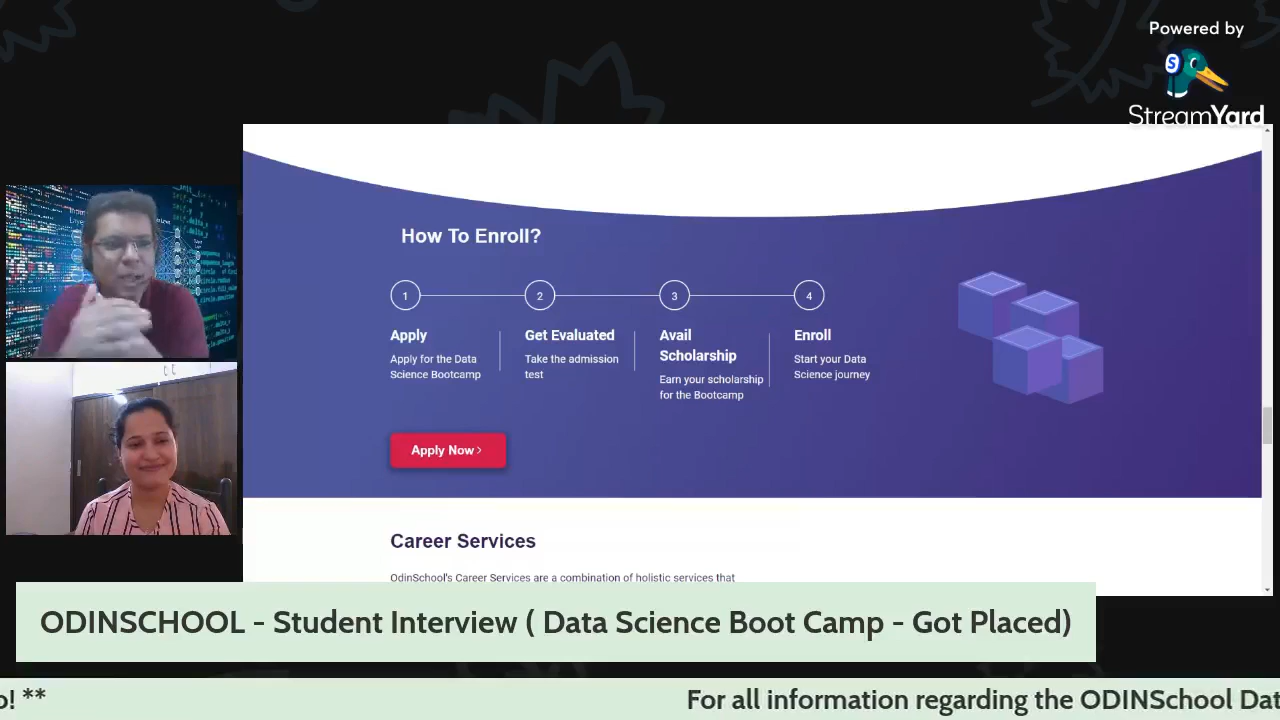 Powered by
StreamYard
How To Enroll?
1
2
3
4
Apply
Apply for the Data
Science Bootcamp
Get Evaluated
Take the admission
test
Avail
Scholarship
Earn your scholarship
for the Bootcamp
Enroll
Start your Data
Science journey
Apply Now >
Career Services
OdinSchool's Career Services are a combination of holistic services that
ODINSCHOOL - Student Interview ( Data Science Boot Camp - Got Placed)
o! ** For all information regarding the ODINSchool Dat